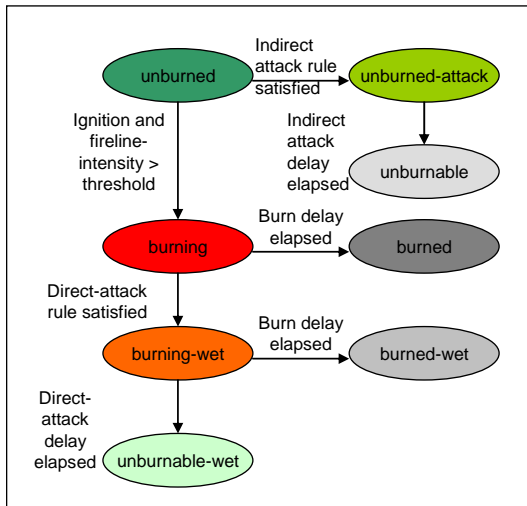 unburned
Indirect
attack rule
satisfied
unburned-attack
Ignition and
fireline-
intensity >
threshold
Indirect
attack
delay
elapsed
unburnable
burning
Burn delay
elapsed
burned
Direct-attack
rule satisfied
burning-wet
Burn delay
elapsed
burned-wet
Direct-
attack
delay
elapsed
unburnable-wet